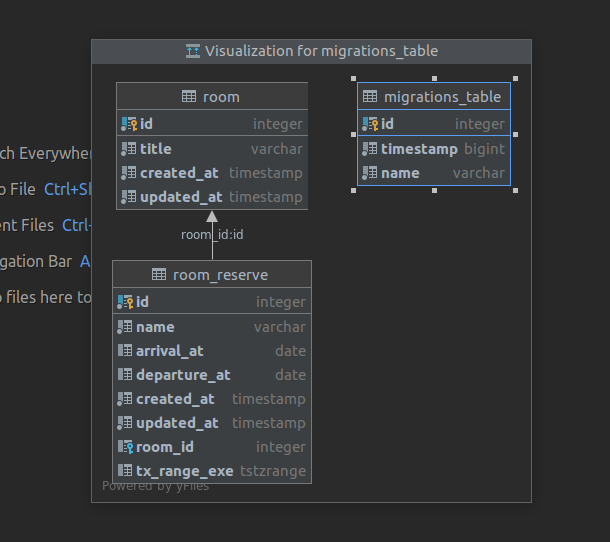 Visualization for migrations_table
room
id integer
title varchar
created_at timestamp
updated_at timestamp
migrations_table
id integer
timestamp bigint
name varchar
room_id:id
room_reserve
id integer
name varchar
arrival_at date
departure_at date
created_at timestamp
updated_at timestamp
room_id integer
tx_range_exe tstzrange
Powered by yFiles
ch Everywhere
o File Ctrl+S
ent Files Ctrl+
gation Bar A
o files here to